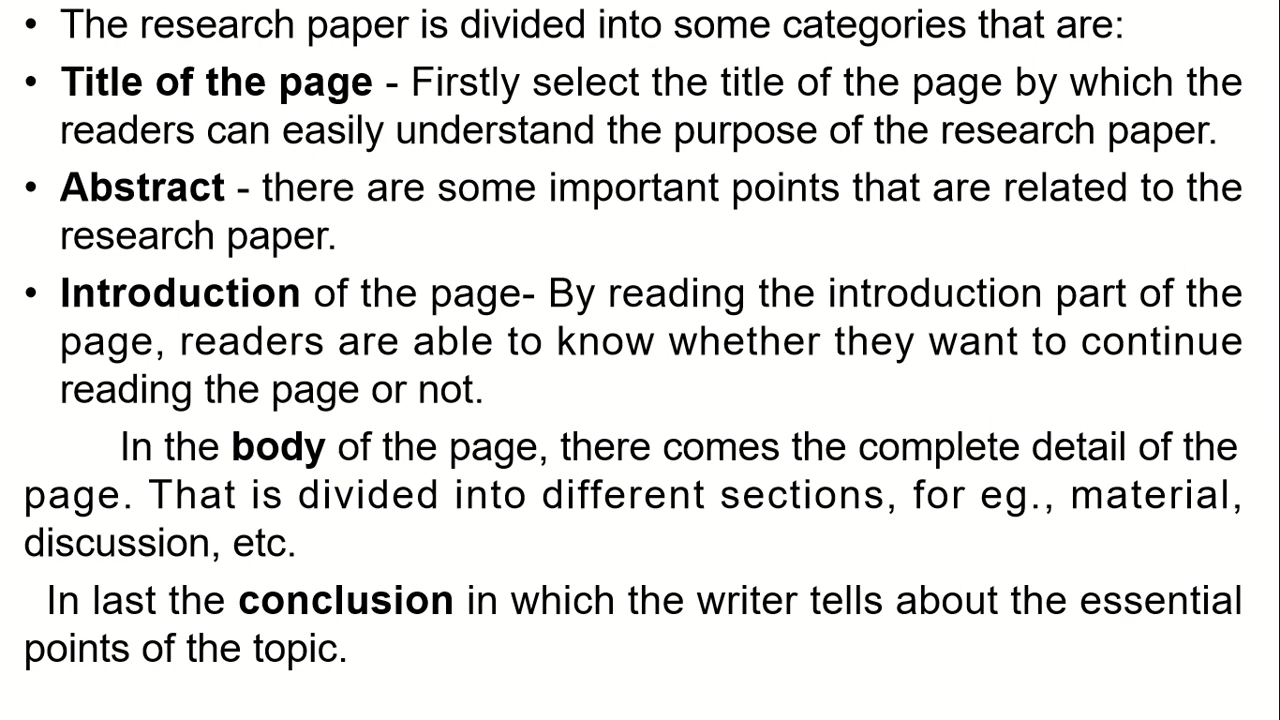 • The research paper is divided into some categories that are:
• Title of the page - Firstly select the title of the page by which the
readers can easily understand the purpose of the research paper.
• Abstract - there are some important points that are related to the
research paper.
• Introduction of the page- By reading the introduction part of the
page, readers are able to know whether they want to continue
reading the page or not.
In the body of the page, there comes the complete detail of the
page. That is divided into different sections, for eg., material,
discussion, etc.
In last the conclusion in which the writer tells about the essential
points of the topic.